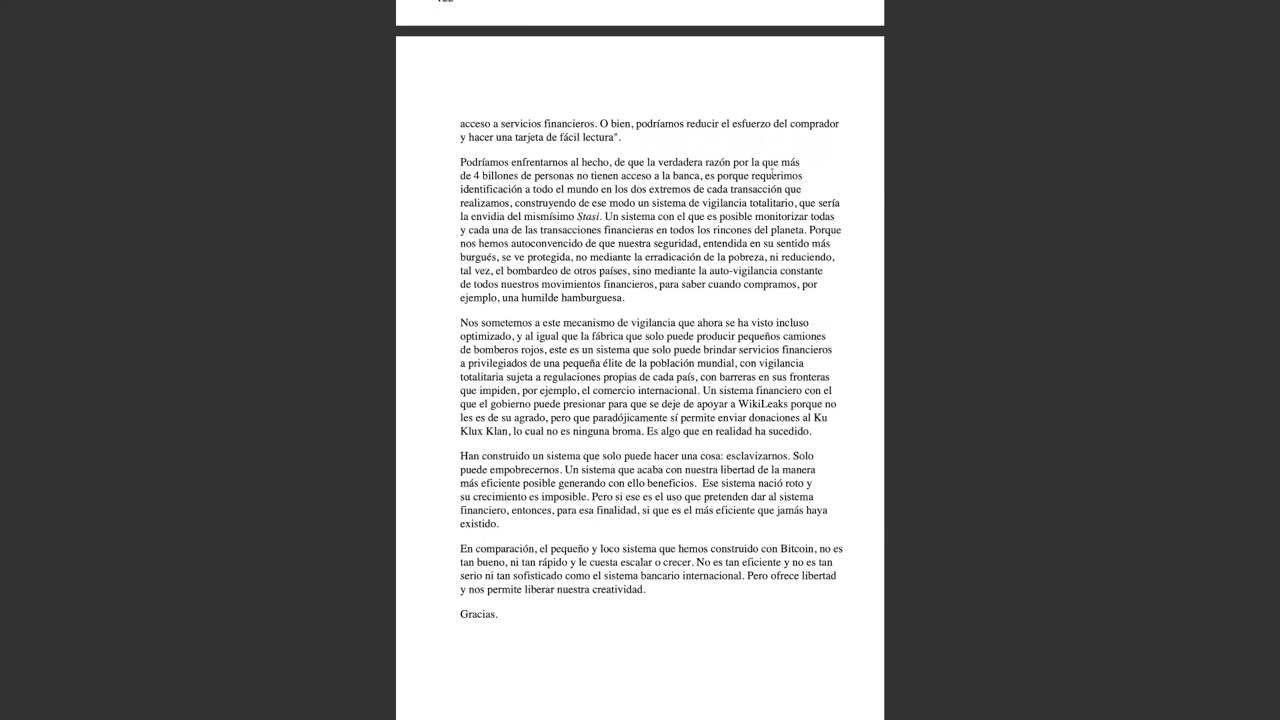 acceso a servicios financieros. O bien, podríamos reducir el esfuerzo del comprador
y hacer una tarjeta de fácil lectura".
Podríamos enfrentarnos al hecho, de que la verdadera razón por la que más
de 4 billones de personas no tienen acceso a la banca, es porque requerimos
identificación a todo el mundo en los dos extremos de cada transacción que
realizamos, construyendo de ese modo un sistema de vigilancia totalitario, que sería
la envidia del mismísimo Stasi. Un sistema con el que es posible monitorizar todas
y cada una de las transacciones financieras en todos los rincones del planeta. Porque
nos hemos autoconvencido de que nuestra seguridad, entendida en su sentido más
burgués, se ve protegida, no mediante la erradicación de la pobreza, ni reduciendo,
tal vez, el bombardeo de otros países, sino mediante la auto-vigilancia constante
de todos nuestros movimientos financieros, para saber cuando compramos, por
ejemplo, una humilde hamburguesa.
Nos sometemos a este mecanismo de vigilancia que ahora se ha visto incluso
optimizado, y al igual que la fábrica que solo puede producir pequeños camiones
de bomberos rojos, este es un sistema que solo puede brindar servicios financieros
a privilegiados de una pequeña élite de la población mundial, con vigilancia
totalitaria sujeta a regulaciones propias de cada país, con barreras en sus fronteras
que impiden, por ejemplo, el comercio internacional. Un sistema financiero con el
que el gobierno puede presionar para que se deje de apoyar a WikiLeaks porque no
les es de su agrado, pero que paradójicamente sí permite enviar donaciones al Ku
Klux Klan, lo cual no es ninguna broma. Es algo que en realidad ha sucedido.
Han construido un sistema que solo puede hacer una cosa: esclavizarnos. Solo
puede empobrecernos. Un sistema que acaba con nuestra libertad de la manera
más eficiente posible generando con ello beneficios.  Ese sistema nació roto y
su crecimiento es imposible. Pero si ese es el uso que pretenden dar al sistema
financiero, entonces, para esa finalidad, si que es el más eficiente que jamás haya
existido.
En comparación, el pequeño y loco sistema que hemos construido con Bitcoin, no es
tan bueno, ni tan rápido y le cuesta escalar o crecer. No es tan eficiente y no es tan
serio ni tan sofisticado como el sistema bancario internacional. Pero ofrece libertad
y nos permite liberar nuestra creatividad.
Gracias.